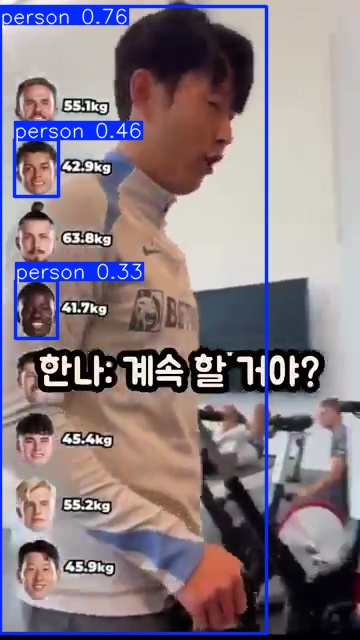 person 0.76
55.1kg
person 0.46
42.9kg
63.8kg
person 0.33
41.7kg
BET
한나: 계속 할 거야?
45.4kg
55.2kg
45.9kg